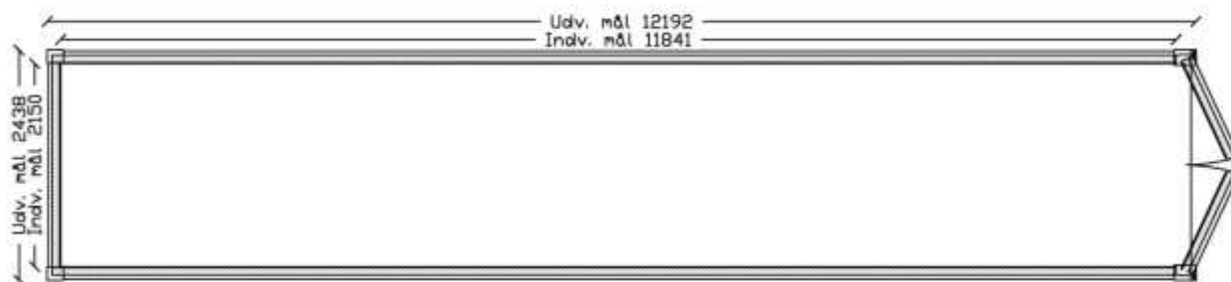 Udv. mål 12192
Indv. mål 11841
Udv. mål 2438
Indv. mål 2150